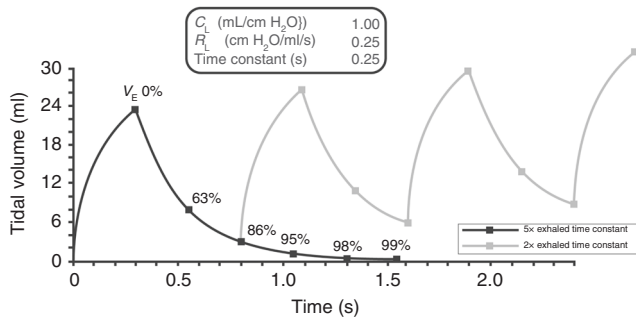 C_L (mL/cm H₂O}) 1.00
R_L (cm H₂O/ml/s) 0.25
Time constant (s) 0.25
Tidal volume (ml)
30
24
18
12
6
0
V_E 0%
63%
86%
95%
98%
99%
5× exhaled time constant
2× exhaled time constant
0 0.5 1.0 1.5 2.0
Time (s)